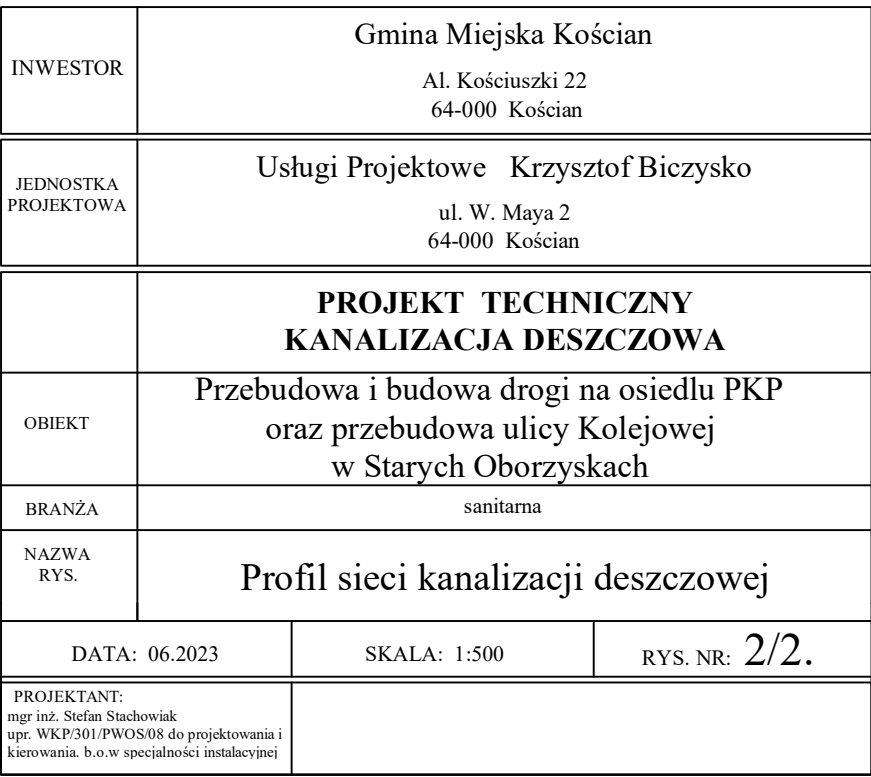 INWESTOR
Gmina Miejska Kościan
Al. Kościuszki 22
64-000 Kościan
JEDNOSTKA
PROJEKTOWA
Usługi Projektowe Krzysztof Biczysko
ul. W. Maya 2
64-000 Kościan
PROJEKT TECHNICZNY
KANALIZACJA DESZCZOWA
OBIEKT
Przebudowa i budowa drogi na osiedlu PKP
oraz przebudowa ulicy Kolejowej
w Starych Oborzyskach
BRANŻA
sanitarna
NAZWA
RYS.
Profil sieci kanalizacji deszczowej
DATA: 06.2023
SKALA: 1:500
RYS. NR: 2/2.
PROJEKTANT:
mgr inż. Stefan Stachowiak
upr. WKP/301/PWOS/08 do projektowania i
kierowania. b.o.w specjalności instalacyjnej